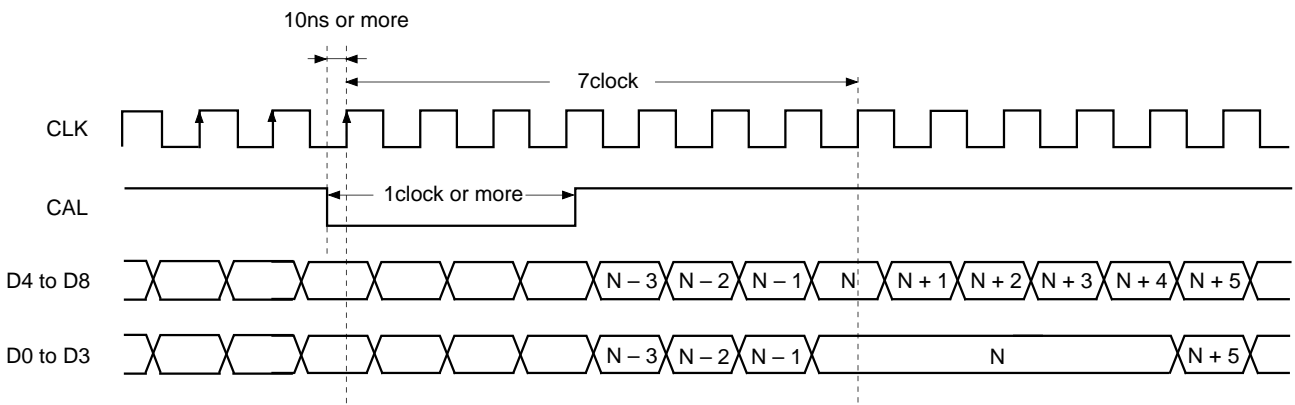 10ns or more
7clock
CLK
1clock or more
CAL
D4 to D8 N – 3 N – 2 N – 1 N N + 1 N + 2 N + 3 N + 4 N + 5
D0 to D3 N – 3 N – 2 N – 1 N N + 5